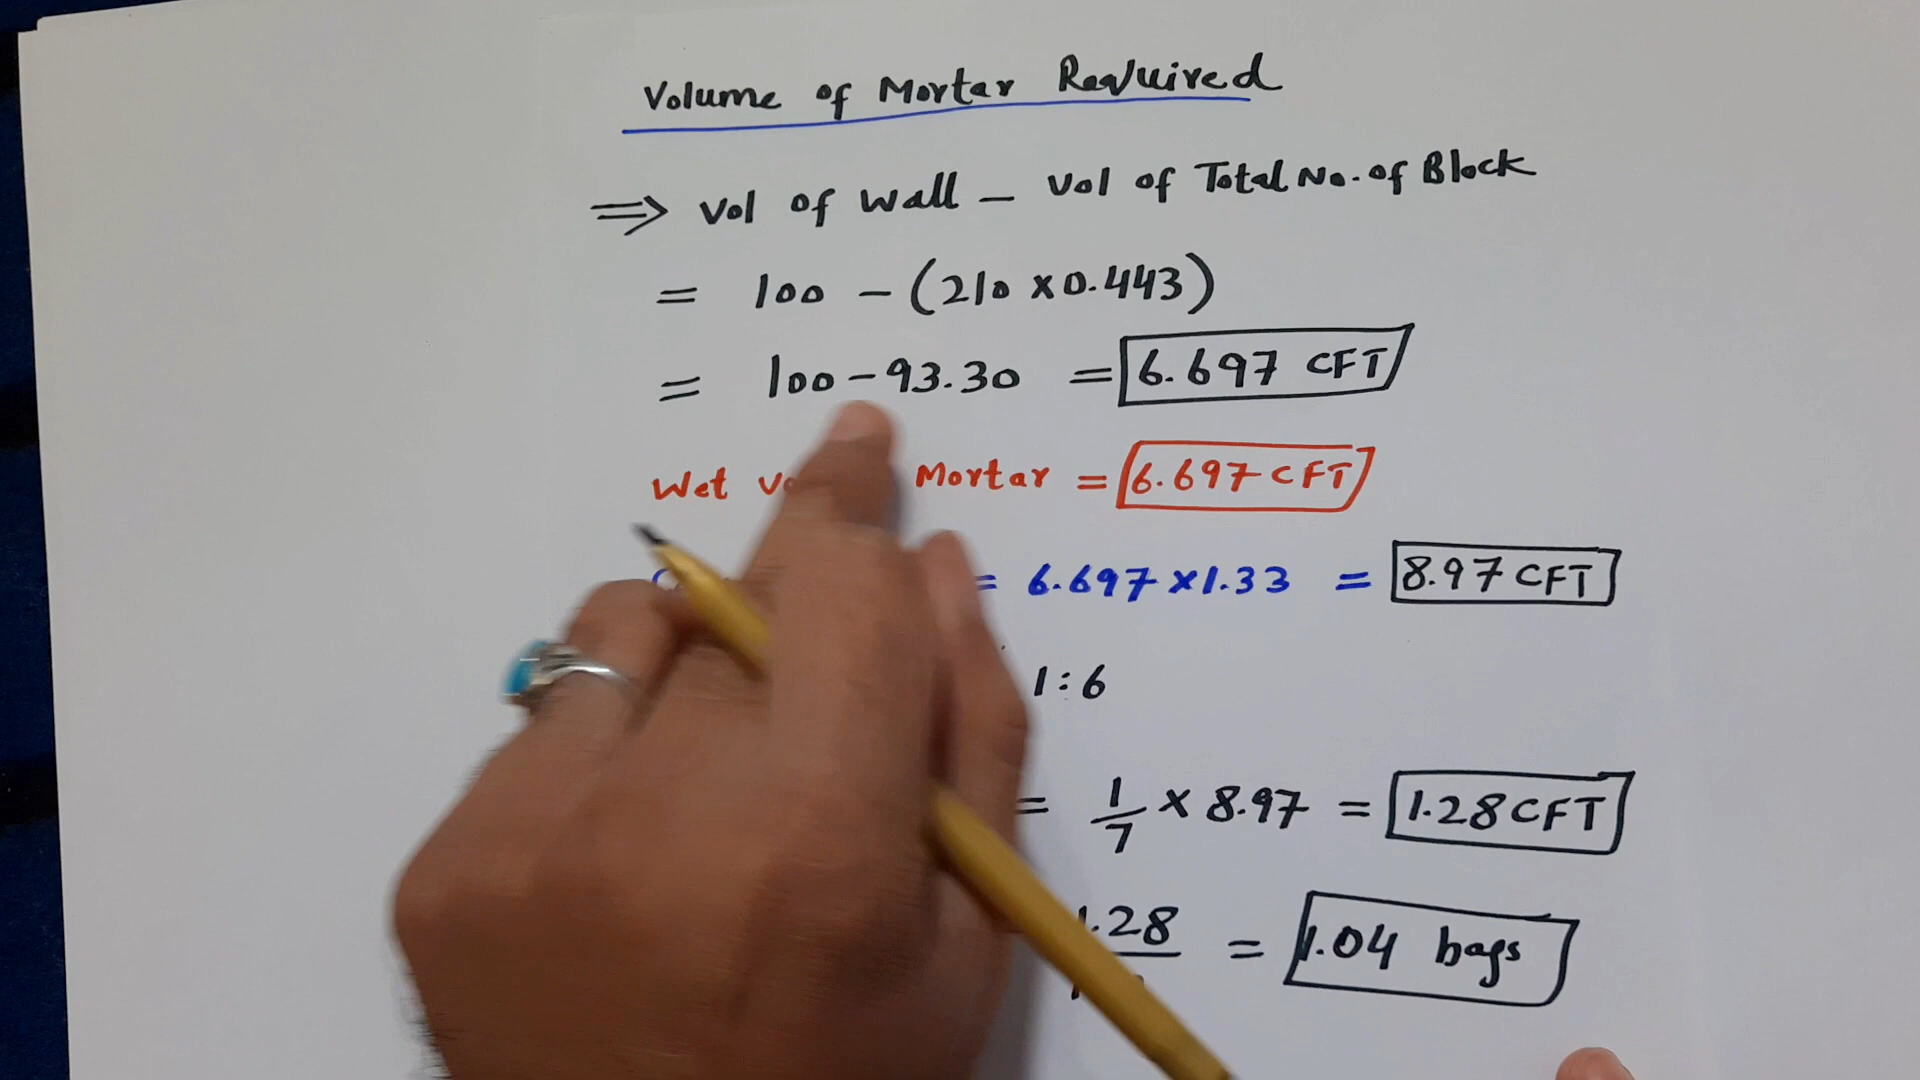 Volume of Mortar Required
⇒ Vol of Wall - Vol of Total No. of Block
= 100 - (210 x 0.443)
= 100 - 93.30 = 6.697 CFT
Wet Mortar = 6.697 CFT
= 6.697 x 1.33 = 8.97 CFT
1:6
= 1/7 x 8.97 = 1.28 CFT
1.28 = 1.04 bags